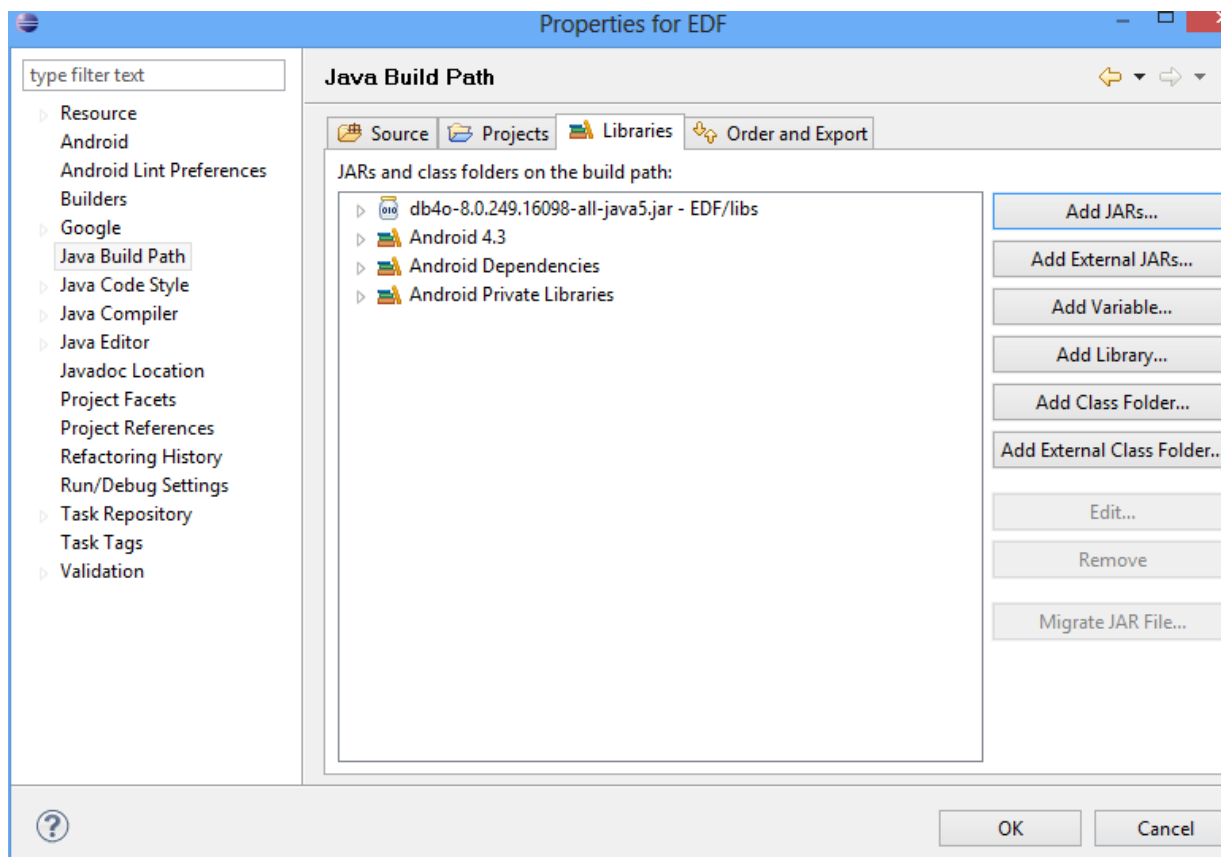 Properties for EDF
type filter text
Resource
Android
Android Lint Preferences
Builders
Google
Java Build Path
Java Code Style
Java Compiler
Java Editor
Javadoc Location
Project Facets
Project References
Refactoring History
Run/Debug Settings
Task Repository
Task Tags
Validation
Java Build Path
Source
Projects
Libraries
Order and Export
JARs and class folders on the build path:
db4o-8.0.249.16098-all-java5.jar - EDF/libs
Android 4.3
Android Dependencies
Android Private Libraries
Add JARs...
Add External JARs...
Add Variable...
Add Library...
Add Class Folder...
Add External Class Folder...
Edit...
Remove
Migrate JAR File...
OK
Cancel